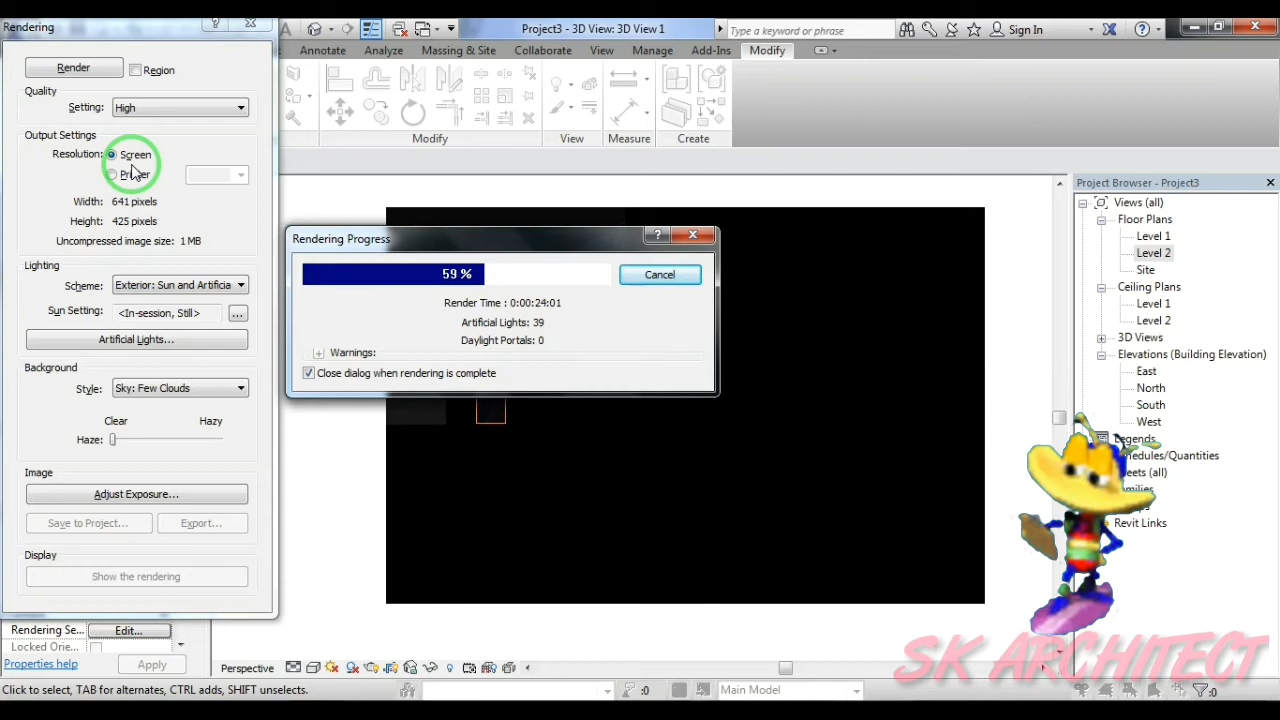 Rendering
Project3 - 3D View: 3D View 1
Type a keyword or phrase
Sign In
Annotate Analyze Massing & Site Collaborate View Manage Add-Ins Modify
Render
Region
Quality
Setting: High
Output Settings
Resolution: Screen
Width: 641 pixels
Height: 425 pixels
Uncompressed image size: 1 MB
Lighting
Scheme: Exterior: Sun and Artificia
Sun Setting: <In-session, Still>
...
Artificial Lights...
Background
Style: Sky: Few Clouds
Clear Hazy
Haze:
Image
Adjust Exposure...
Save to Project... Export...
Display
Show the rendering
Rendering Se... Edit...
Locked Orie...
Properties help Apply
Modify View Measure Create
Rendering Progress
59 %
Cancel
Render Time : 0:00:24:01
Artificial Lights: 39
Daylight Portals: 0
Warnings:
Close dialog when rendering is complete
Project Browser - Project3
Views (all)
Floor Plans
Level 1
Level 2
Site
Ceiling Plans
Level 1
Level 2
3D Views
Elevations (Building Elevation)
East
North
South
West
Legends
Revit Links
SK ARCHITECT
Perspective
Click to select, TAB for alternates, CTRL adds, SHIFT unselects.
:0
Main Model
:0